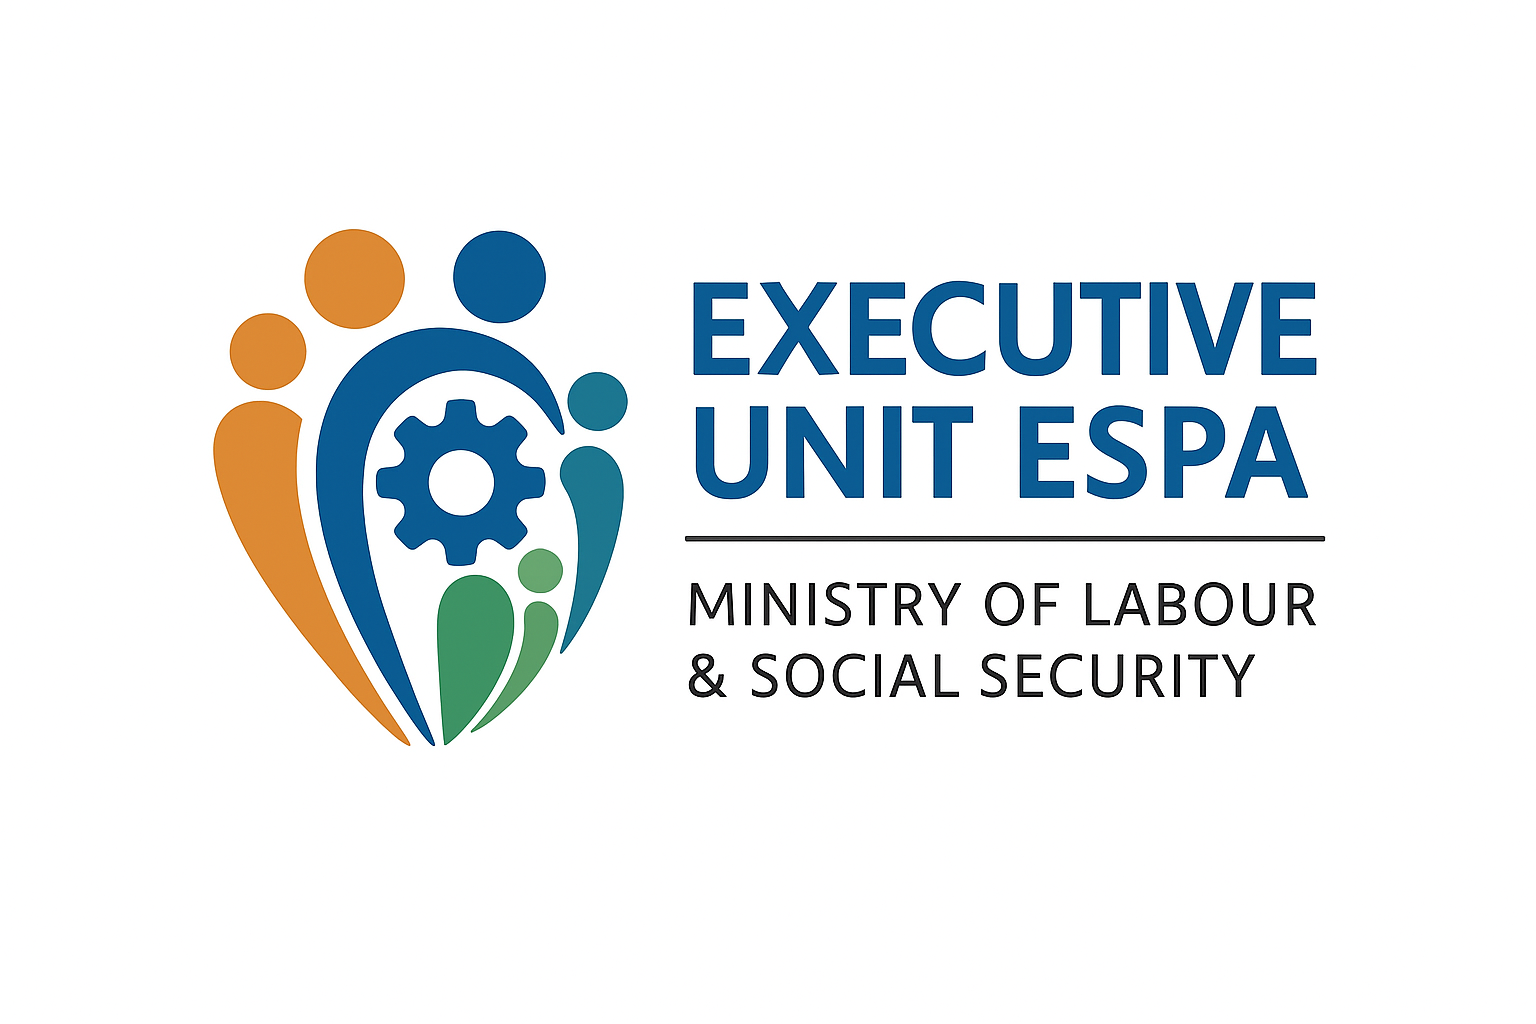 EXECUTIVE
UNIT ESPA
MINISTRY OF LABOUR
& SOCIAL SECURITY